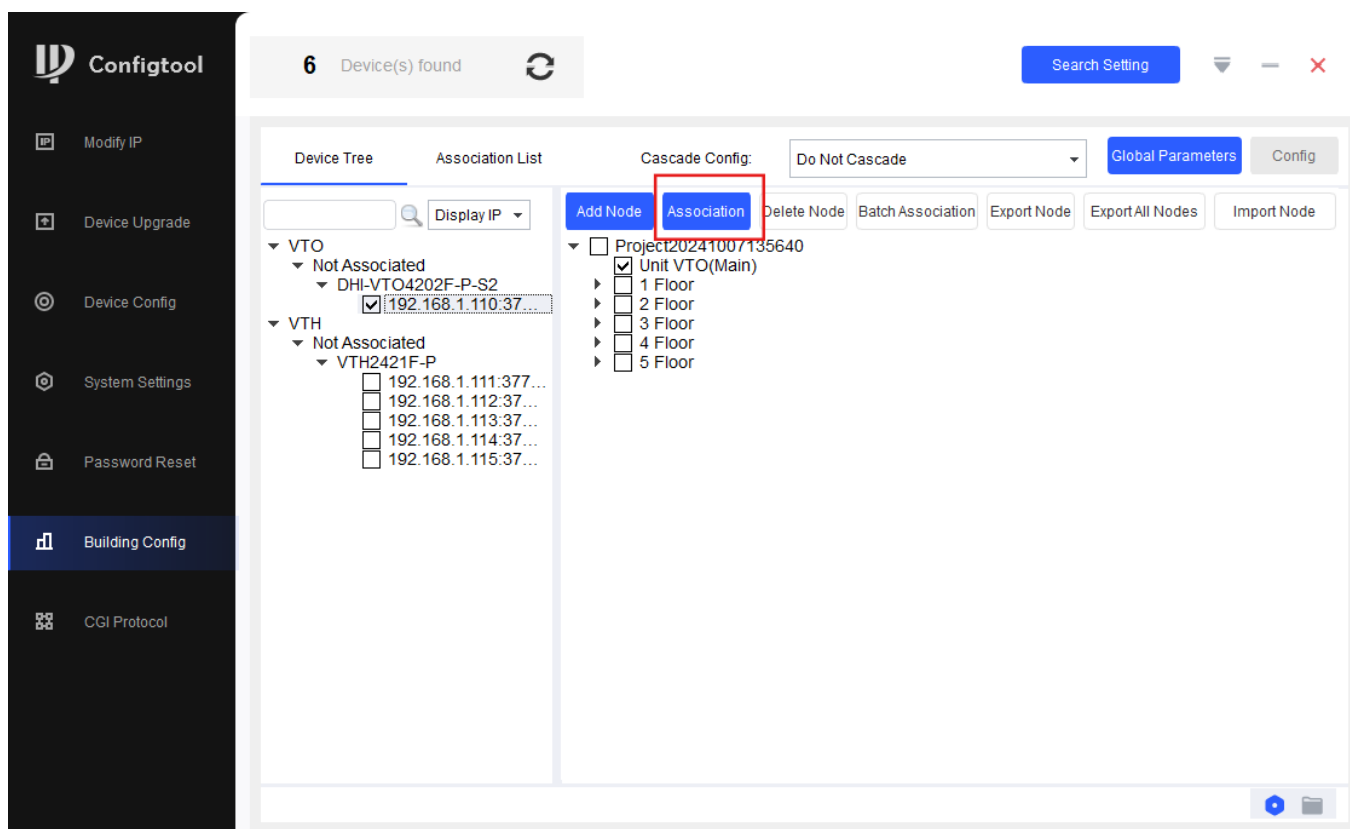 Configtool
6 Device(s) found
Search Setting
IP Modify IP
Device Upgrade
Device Config
System Settings
Password Reset
Building Config
CGI Protocol
Device Tree Association List Cascade Config: Do Not Cascade Global Parameters Config
Display IP
Add Node Association Delete Node Batch Association Export Node Export All Nodes Import Node
VTO
Not Associated
DHI-VTO4202F-P-S2
192.168.1.110:37...
VTH
Not Associated
VTH2421F-P
192.168.1.111:377...
192.168.1.112:37...
192.168.1.113:37...
192.168.1.114:37...
192.168.1.115:37...
Project20241007135640
Unit VTO(Main)
1 Floor
2 Floor
3 Floor
4 Floor
5 Floor